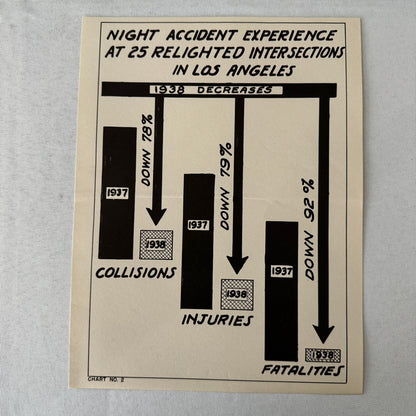 NIGHT ACCIDENT EXPERIENCE
AT 25 RELIGHTED INTERSECTIONS
IN LOS ANGELES
1938 DECREASES
1937
DOWN 78%
1938
COLLISIONS
1937
DOWN 79%
1938
INJURIES
1937
DOWN 92%
1938
FATALITIES
CHART NO. 2